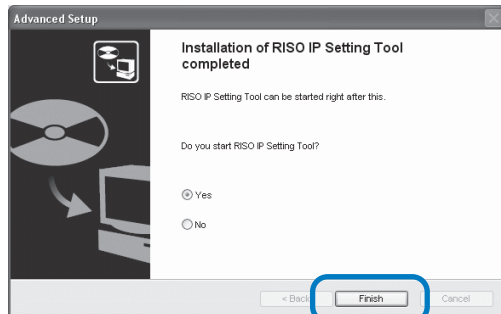 Advanced Setup
Installation of RISO IP Setting Tool
completed
RISO IP Setting Tool can be started right after this.
Do you start RISO IP Setting Tool?
Yes
No
< Back
Finish
Cancel